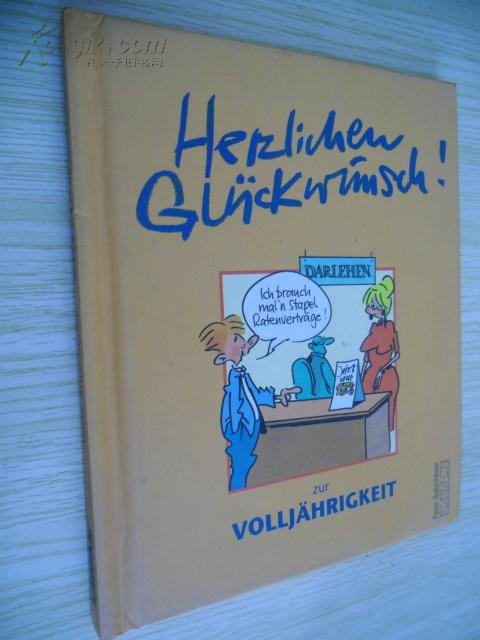 Herzlichen
Glückwunsch!
DARLEHEN
Ich brauch
mal'n Stapel
Ratenverträge!
zur
VOLLJÄHRIGKEIT